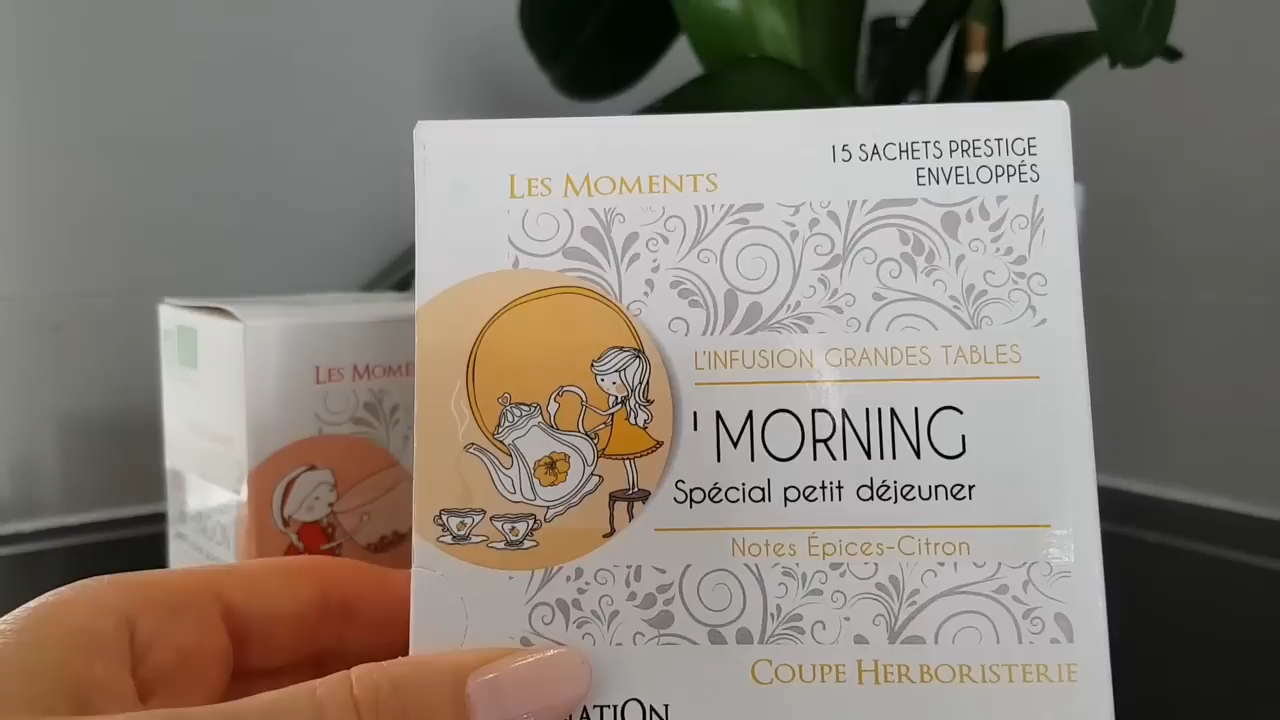 15 SACHETS PRESTIGE
ENVELOPPÉS
LES MOMENTS
L'INFUSION GRANDES TABLES
' MORNING
Spécial petit déjeuner
Notes Épices-Citron
COUPE HERBORISTERIE
LES